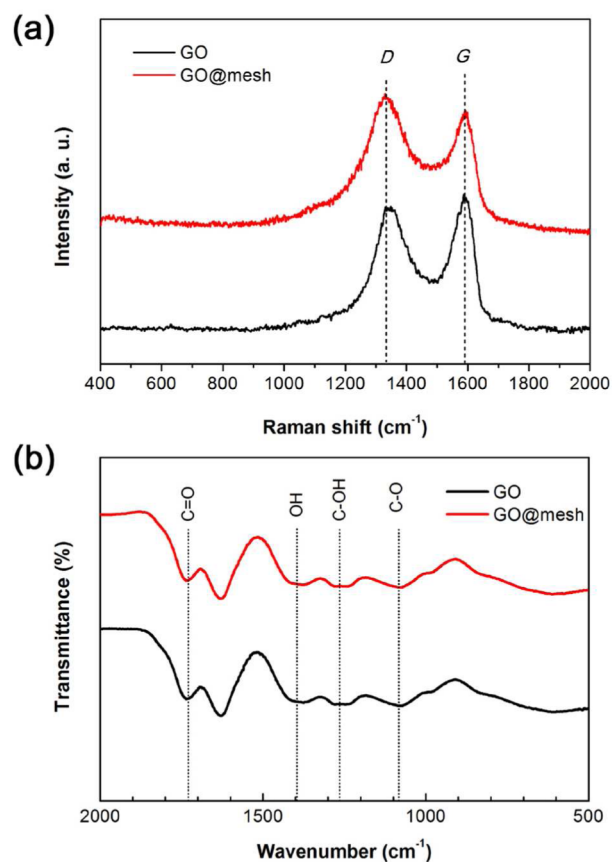 (a)
GO
GO@mesh
D
G
Intensity (a. u.)
400 600 800 1000 1200 1400 1600 1800 2000
Raman shift (cm⁻¹)
(b)
C=O
OH
C-OH
C-O
GO
GO@mesh
Transmittance (%)
2000 1500 1000 500
Wavenumber (cm⁻¹)